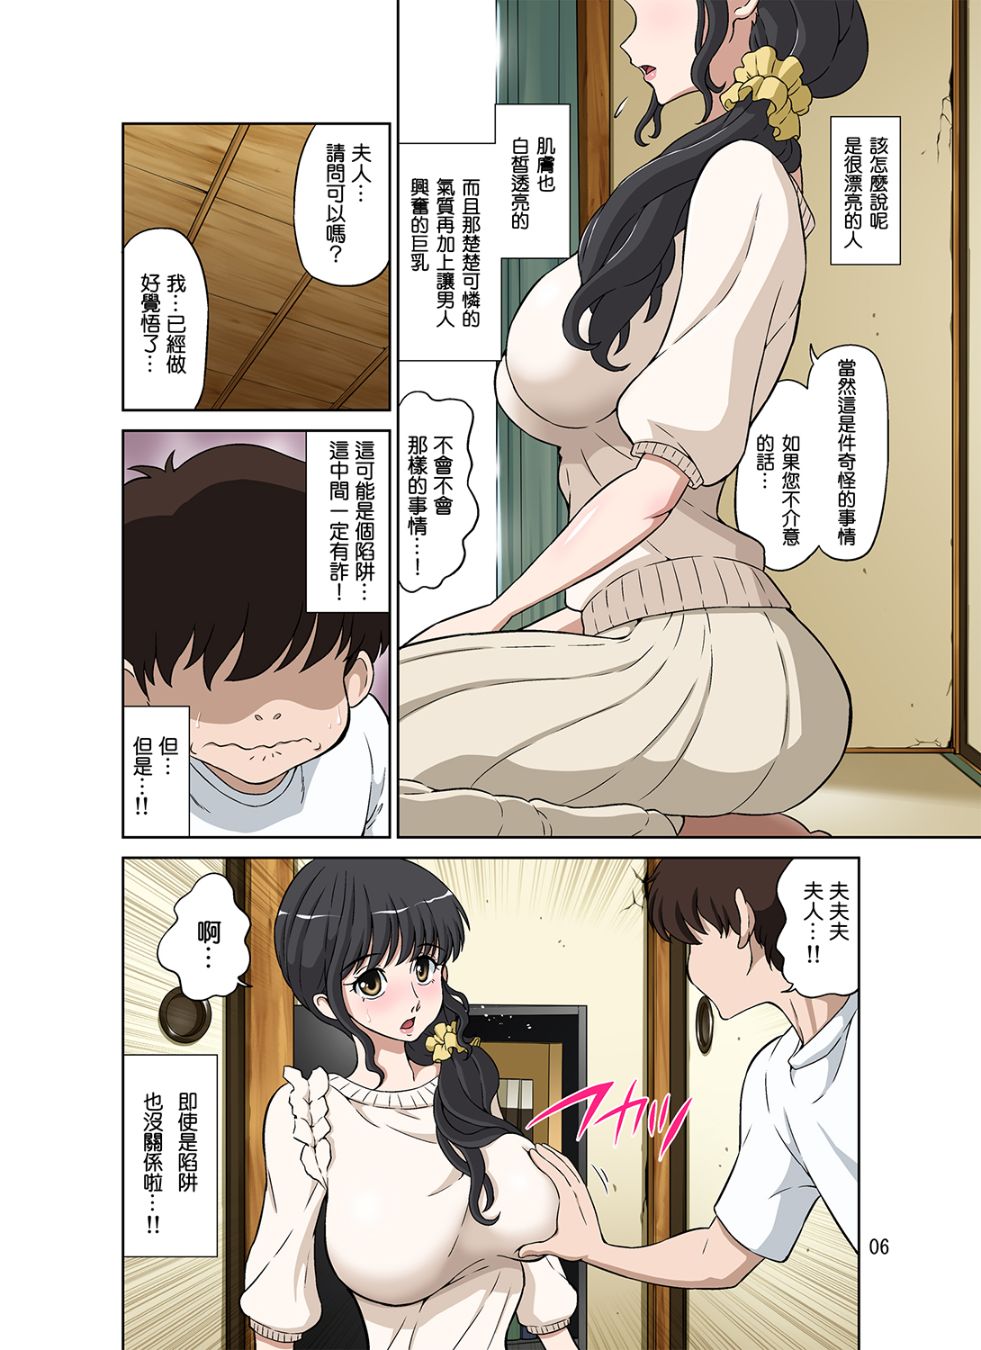 該怎麼說呢
是很漂亮的人
肌膚也
白皙透亮的
而且那楚楚可憐的
氣質再加上讓男人
興奮的巨乳
當然這是件奇怪的事情
如果您不介意
的話…
不會不會
那樣的事情…！
夫人…
請問可以嗎？
我…已經做
好覺悟了…
這可能是個陷阱…
這中間一定有詐！
但…
但是…!!
夫夫夫
夫人…!!
啊…
即使是陷阱
也沒關係啦…!!
06